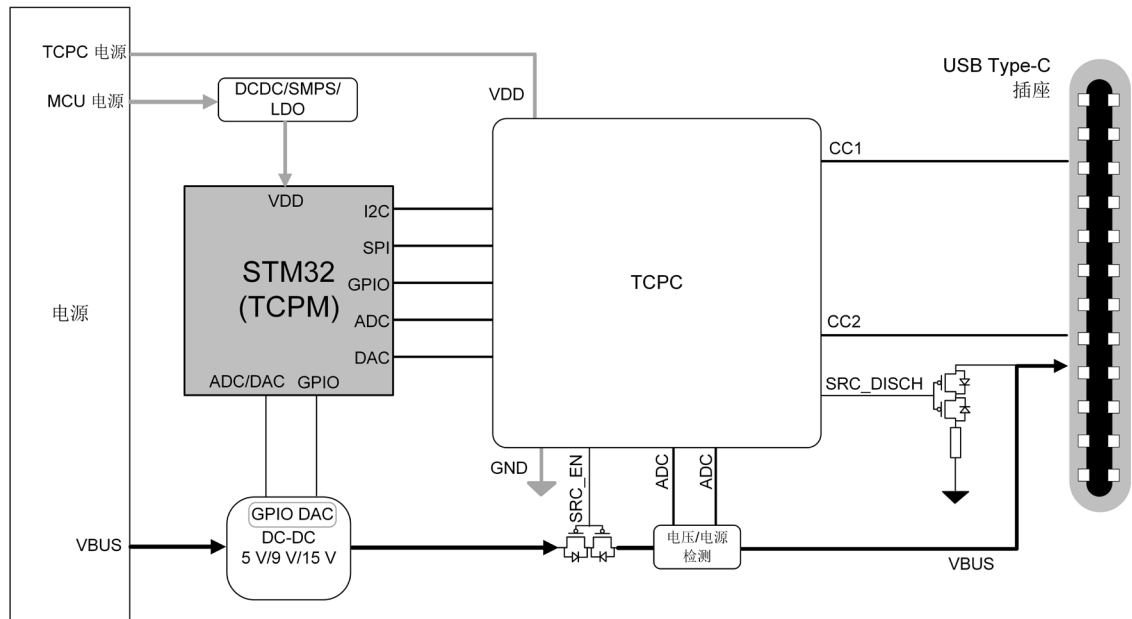 TCPC 电源
MCU 电源
DCDC/SMPS/
LDO
VDD
USB Type-C
插座
CC1
VDD
I2C
SPI
STM32
(TCPM)
GPIO
ADC
DAC
ADC/DAC GPIO
TCPC
电源
CC2
SRC_DISCH
GND
SRC_EN
ADC
ADC
GPIO DAC
DC-DC
5 V/9 V/15 V
VBUS
电压/电源
检测
VBUS